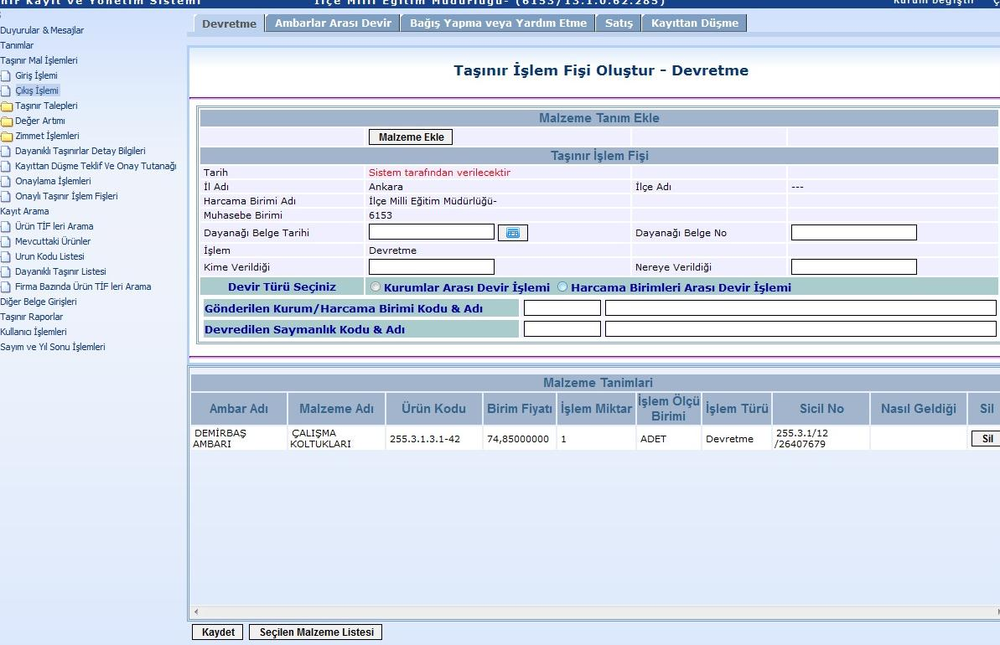 nır Kayıt ve Yönetim Sistemi
İlçe Milli Eğitim Müdürlüğü- (6153/13.1.0.62.285)
Kurum Değiştir
Duyurular & Mesajlar
Tanımlar
Taşınır Mal İşlemleri
Giriş İşlemi
Çıkış İşlemi
Taşınır Talepleri
Değer Artımı
Zimmet İşlemleri
Dayanıklı Taşınırlar Detay Bilgileri
Kayıttan Düşme Teklif Ve Onay Tutanağı
Onaylama İşlemleri
Onaylı Taşınır İşlem Fişleri
Kayıt Arama
Ürün TİF leri Arama
Mevcuttaki Ürünler
Urun Kodu Listesi
Dayanıklı Taşınır Listesi
Firma Bazında Ürün TİF leri Arama
Diğer Belge Girişleri
Taşınır Raporlar
Kullanıcı İşlemleri
Sayım ve Yıl Sonu İşlemleri
Devretme Ambarlar Arası Devir Bağış Yapma veya Yardım Etme Satış Kayıttan Düşme
Taşınır İşlem Fişi Oluştur - Devretme
Malzeme Tanım Ekle
Malzeme Ekle
Taşınır İşlem Fişi
Tarih Sistem tarafından verilecektir
İl Adı Ankara İlçe Adı ---
Harcama Birimi Adı İlçe Milli Eğitim Müdürlüğü-
Muhasebe Birimi 6153
Dayanağı Belge Tarihi Dayanağı Belge No
İşlem Devretme
Kime Verildiği Nereye Verildiği
Devir Türü Seçiniz Kurumlar Arası Devir İşlemi Harcama Birimleri Arası Devir İşlemi
Gönderilen Kurum/Harcama Birimi Kodu & Adı
Devredilen Saymanlık Kodu & Adı
Malzeme Tanimlari
Ambar Adı Malzeme Adı Ürün Kodu Birim Fiyatı İşlem Miktar İşlem Ölçü Birimi İşlem Türü Sicil No Nasıl Geldiği Sil
DEMİRBAŞ AMBARI ÇALIŞMA KOLTUKLARI 255.3.1.3.1-42 74,85000000 1 ADET Devretme 255.3.1/12 /26407679 Sil
Kaydet Seçilen Malzeme Listesi